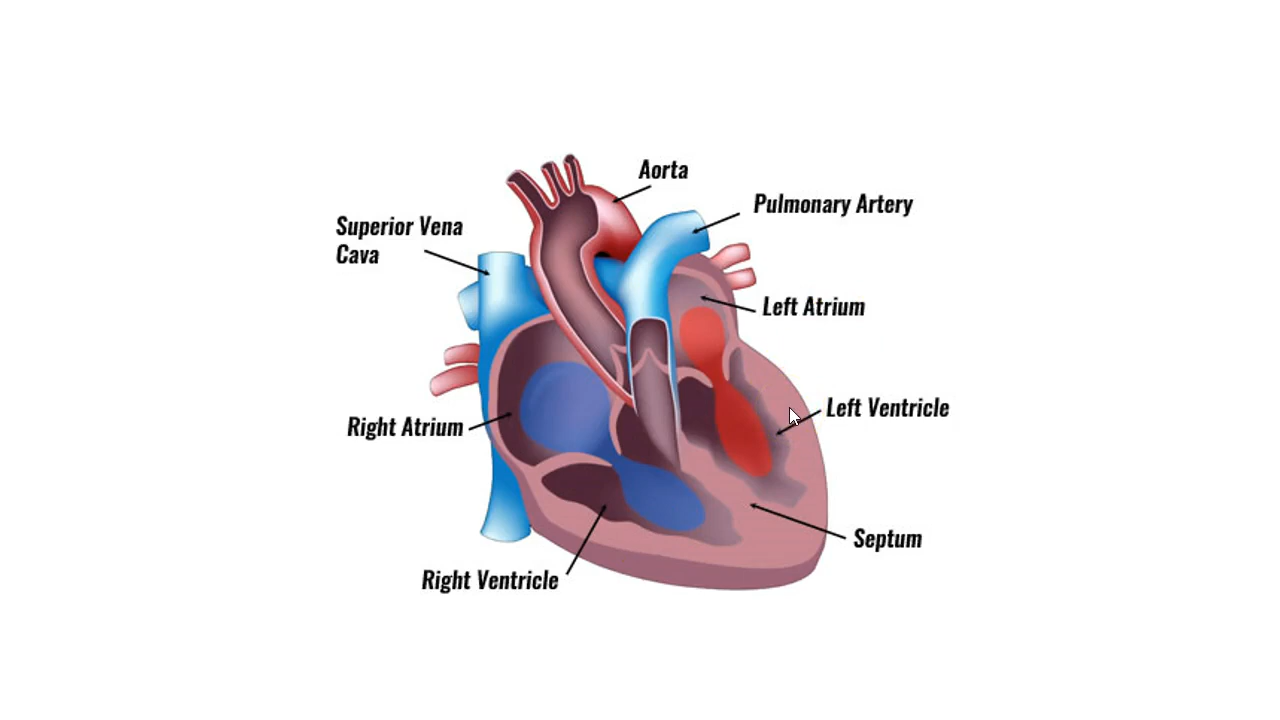 Aorta
Pulmonary Artery
Superior Vena
Cava
Left Atrium
Left Ventricle
Right Atrium
Septum
Right Ventricle